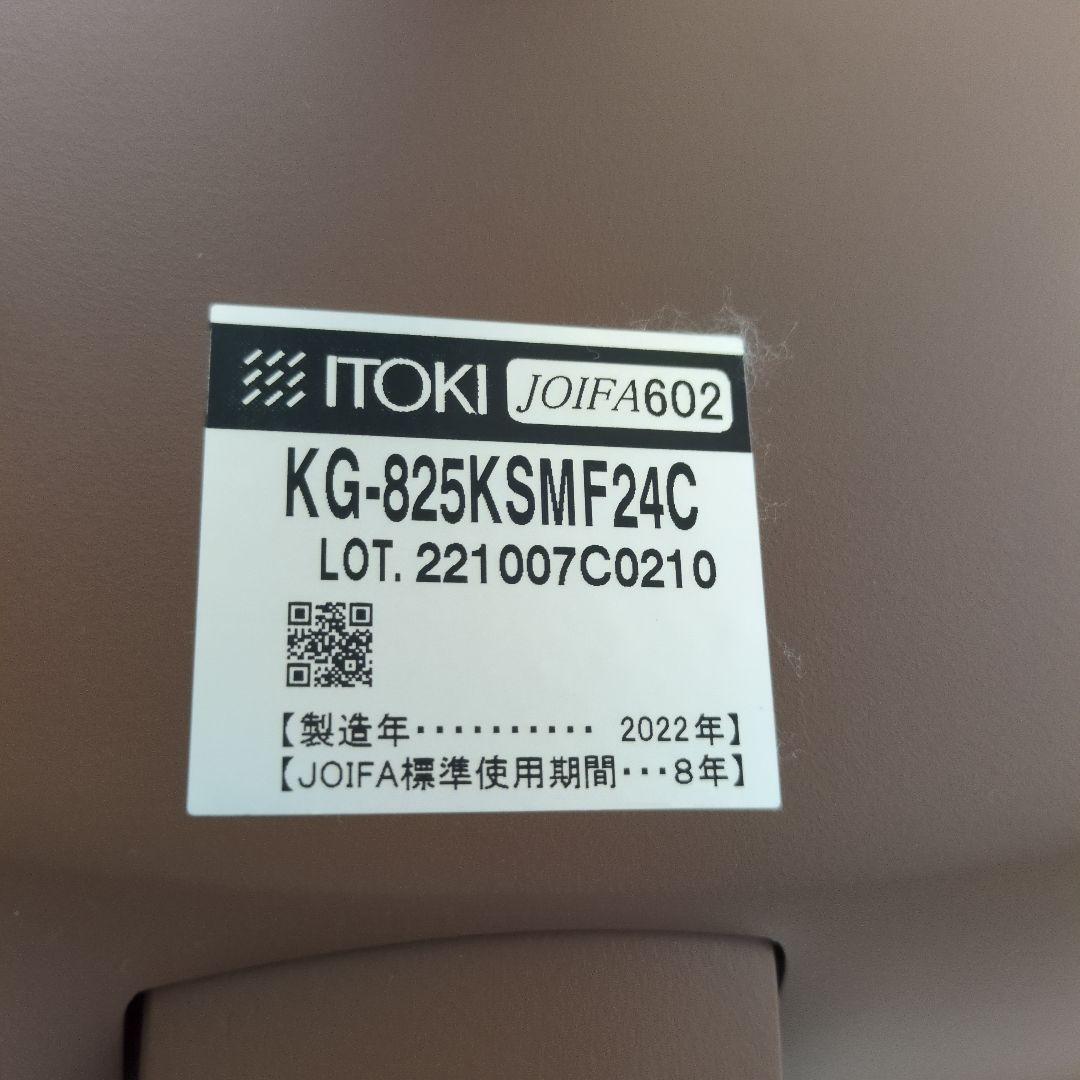 ITOKI JOIFA602
KG-825KSMF24C
LOT. 221007C0210
【製造年・・・・・・・・・・ 2022年】
【JOIFA標準使用期間・・・8年】